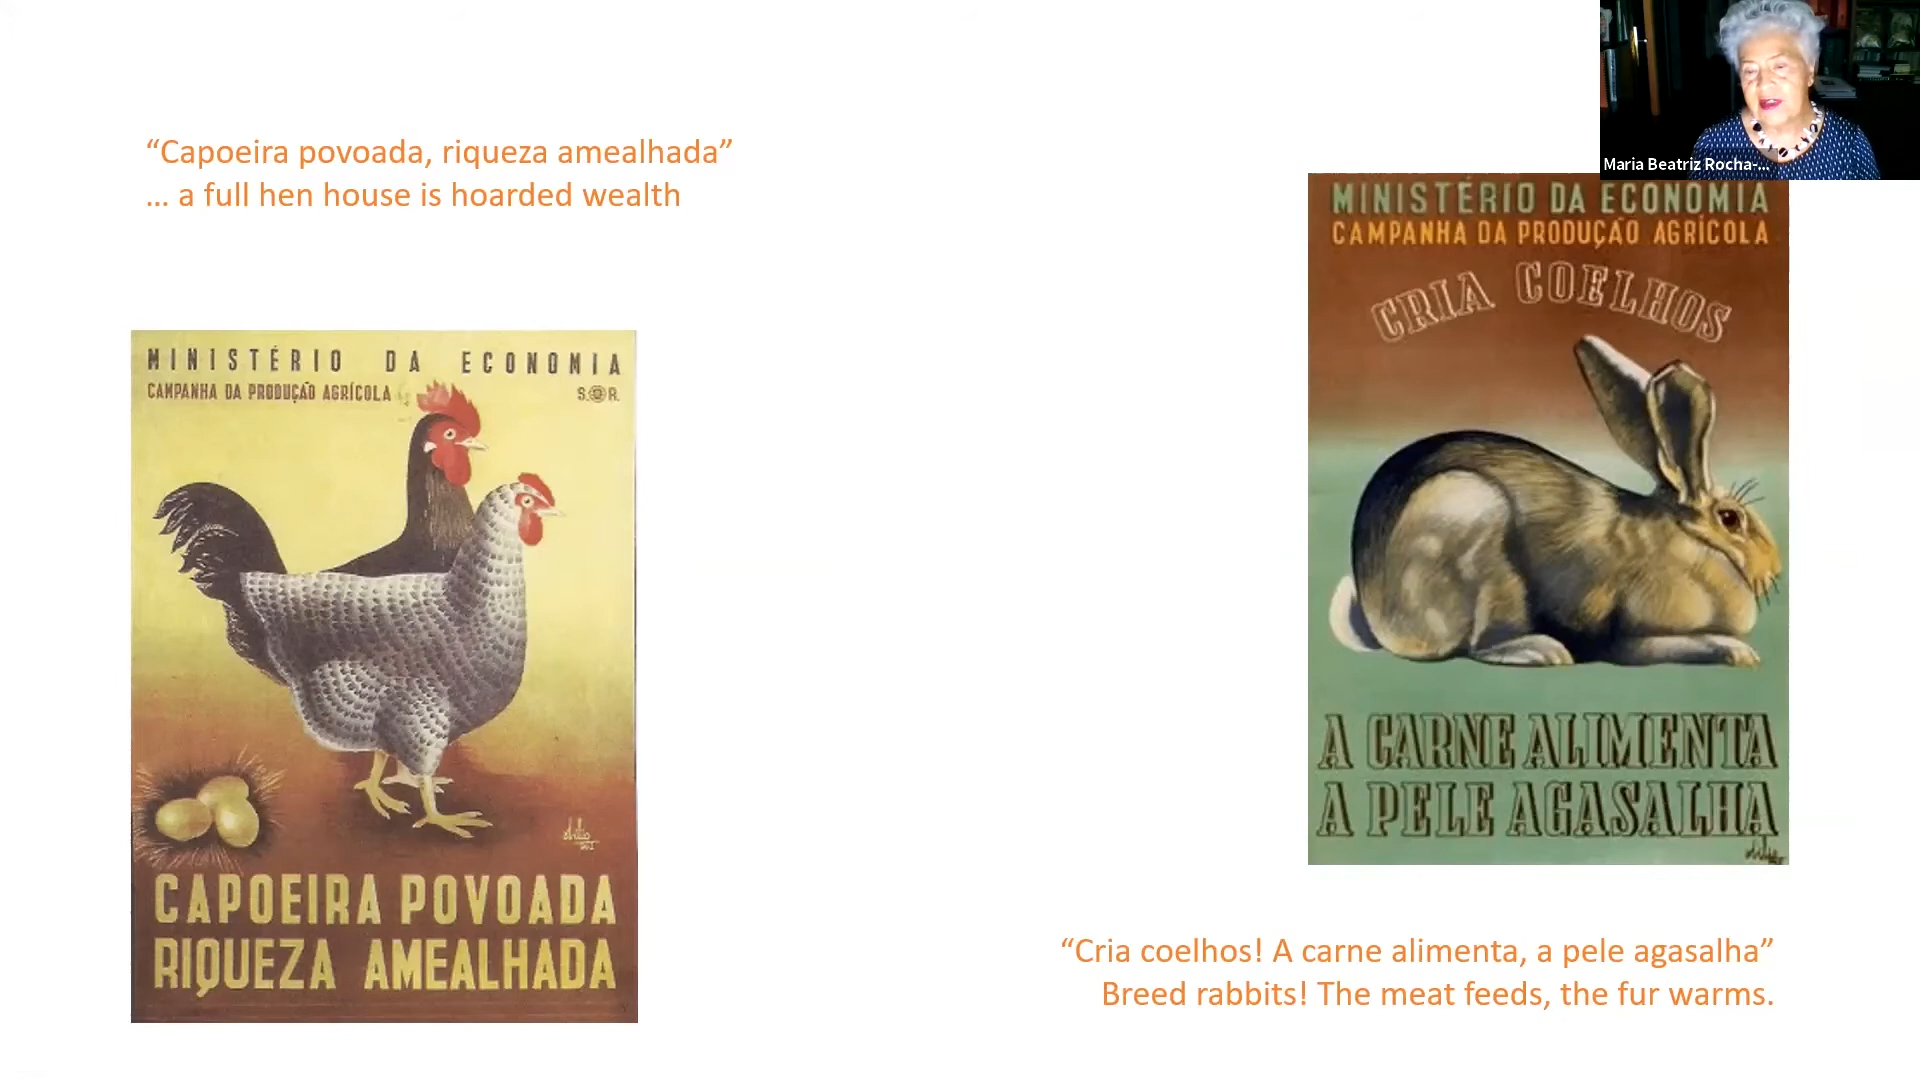 “Capoeira povoada, riqueza amealhada”
... a full hen house is hoarded wealth
MINISTÉRIO DA ECONOMIA
CAMPANHA DA PRODUÇÃO AGRÍCOLA
S. R.
CAPOEIRA POVOADA
RIQUEZA AMEALHADA
Maria Beatriz Rocha-...
MINISTÉRIO DA ECONOMIA
CAMPANHA DA PRODUÇÃO AGRÍCOLA
CRIA COELHOS
A CARNE ALIMENTA
A PELE AGASALHA
“Cria coelhos! A carne alimenta, a pele agasalha”
Breed rabbits! The meat feeds, the fur warms.